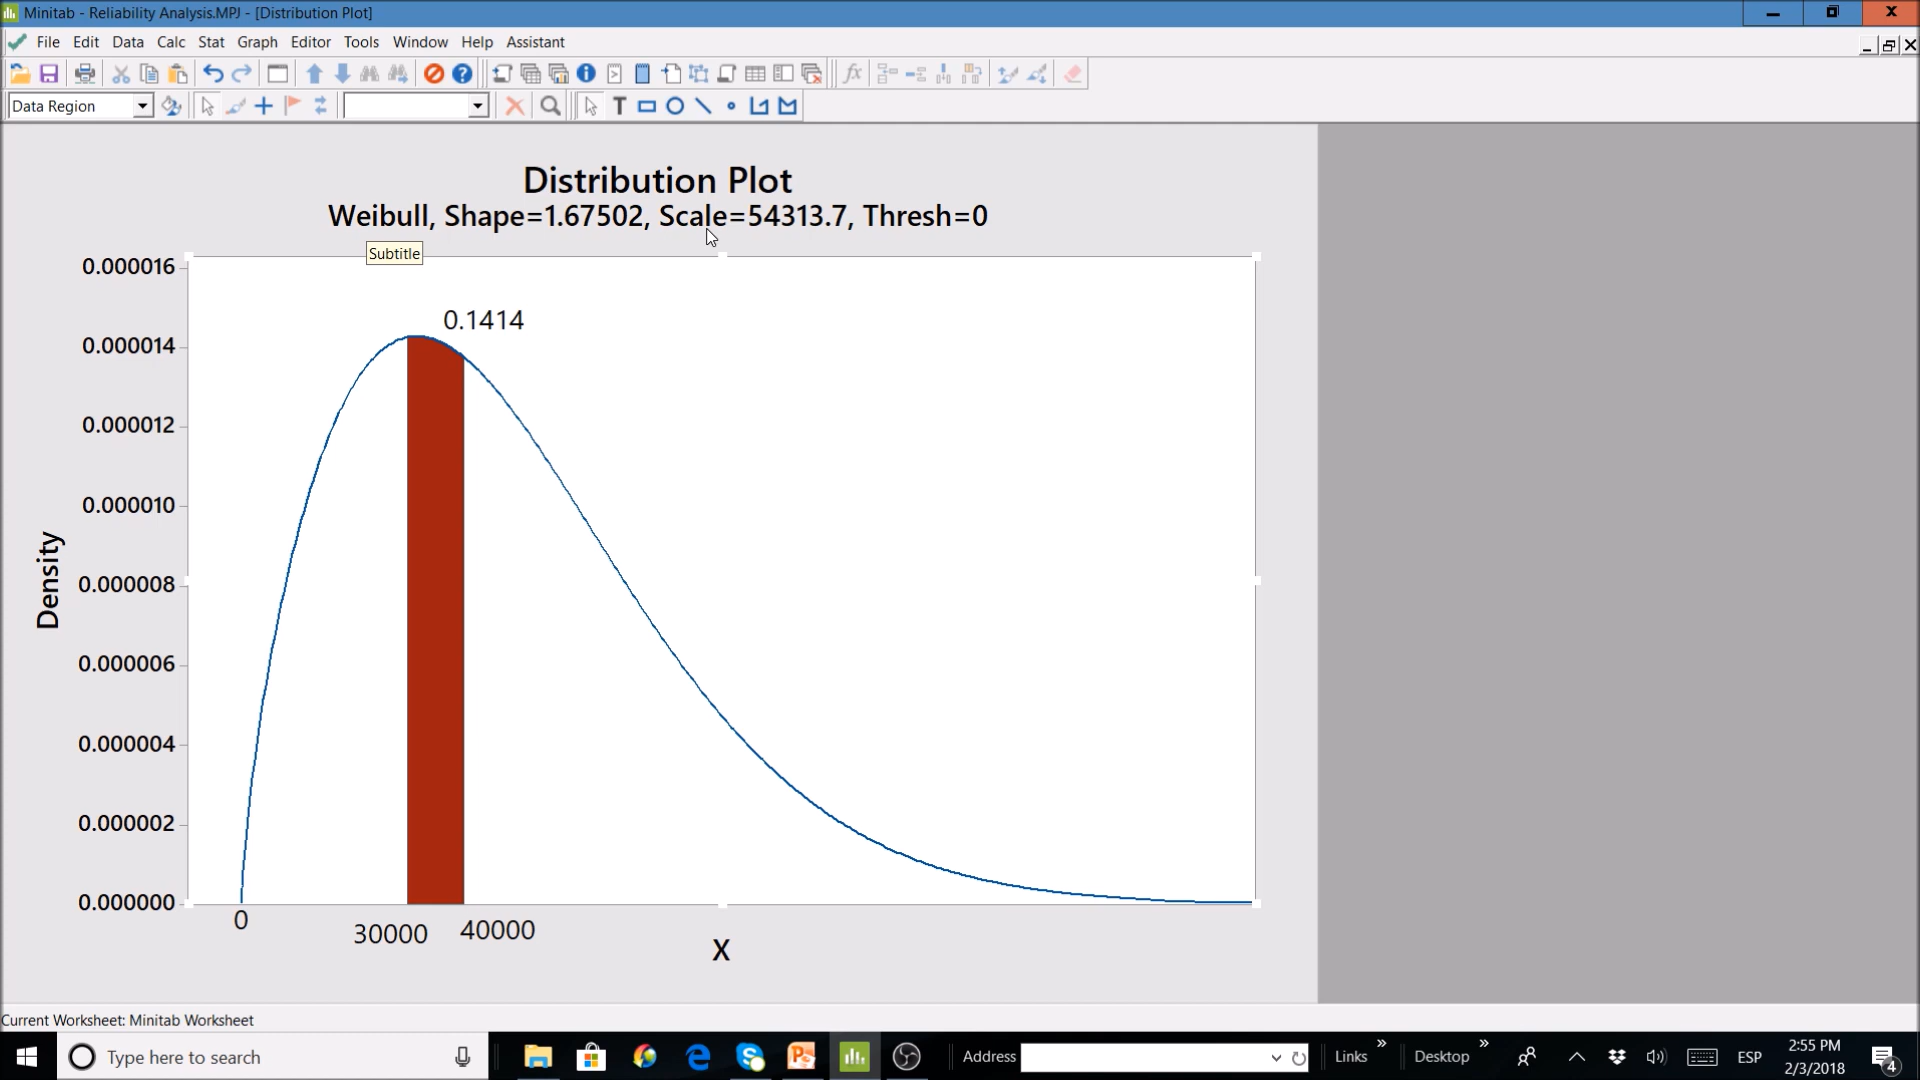 Minitab - Reliability Analysis.MPJ - [Distribution Plot]
File Edit Data Calc Stat Graph Editor Tools Window Help Assistant
Data Region
Distribution Plot
Weibull, Shape=1.67502, Scale=54313.7, Thresh=0
Subtitle
0.000016
0.1414
0.000014
0.000012
0.000010
Density
0.000008
0.000006
0.000004
0.000002
0.000000
0
30000
40000
X
Current Worksheet: Minitab Worksheet
Type here to search
Address
Links
Desktop
ESP
2:55 PM
2/3/2018
4